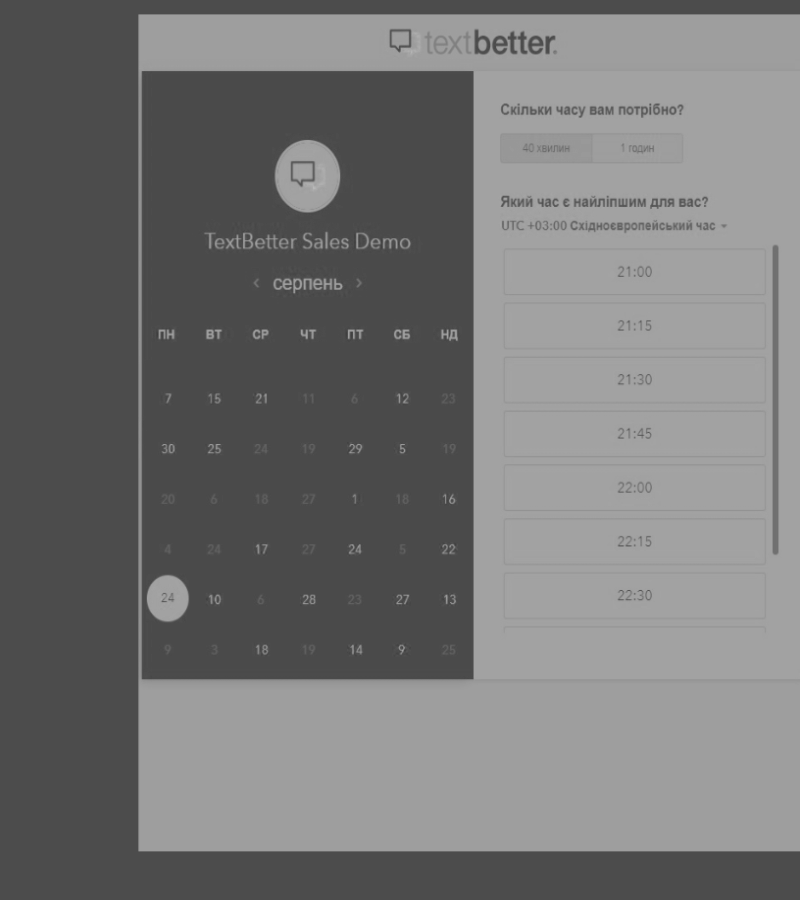 textbetter.
TextBetter Sales Demo
‹ серпень ›
ПН ВТ СР ЧТ ПТ СБ НД
7 15 21 11 6 12 23
30 25 24 19 29 5 19
20 6 18 27 1 18 16
4 24 17 27 24 5 22
24 10 6 28 23 27 13
9 3 18 19 14 9 25
Скільки часу вам потрібно?
40 хвилин 1 годин
Який час є найліпшим для вас?
UTC +03:00 Східноєвропейський час
21:00
21:15
21:30
21:45
22:00
22:15
22:30